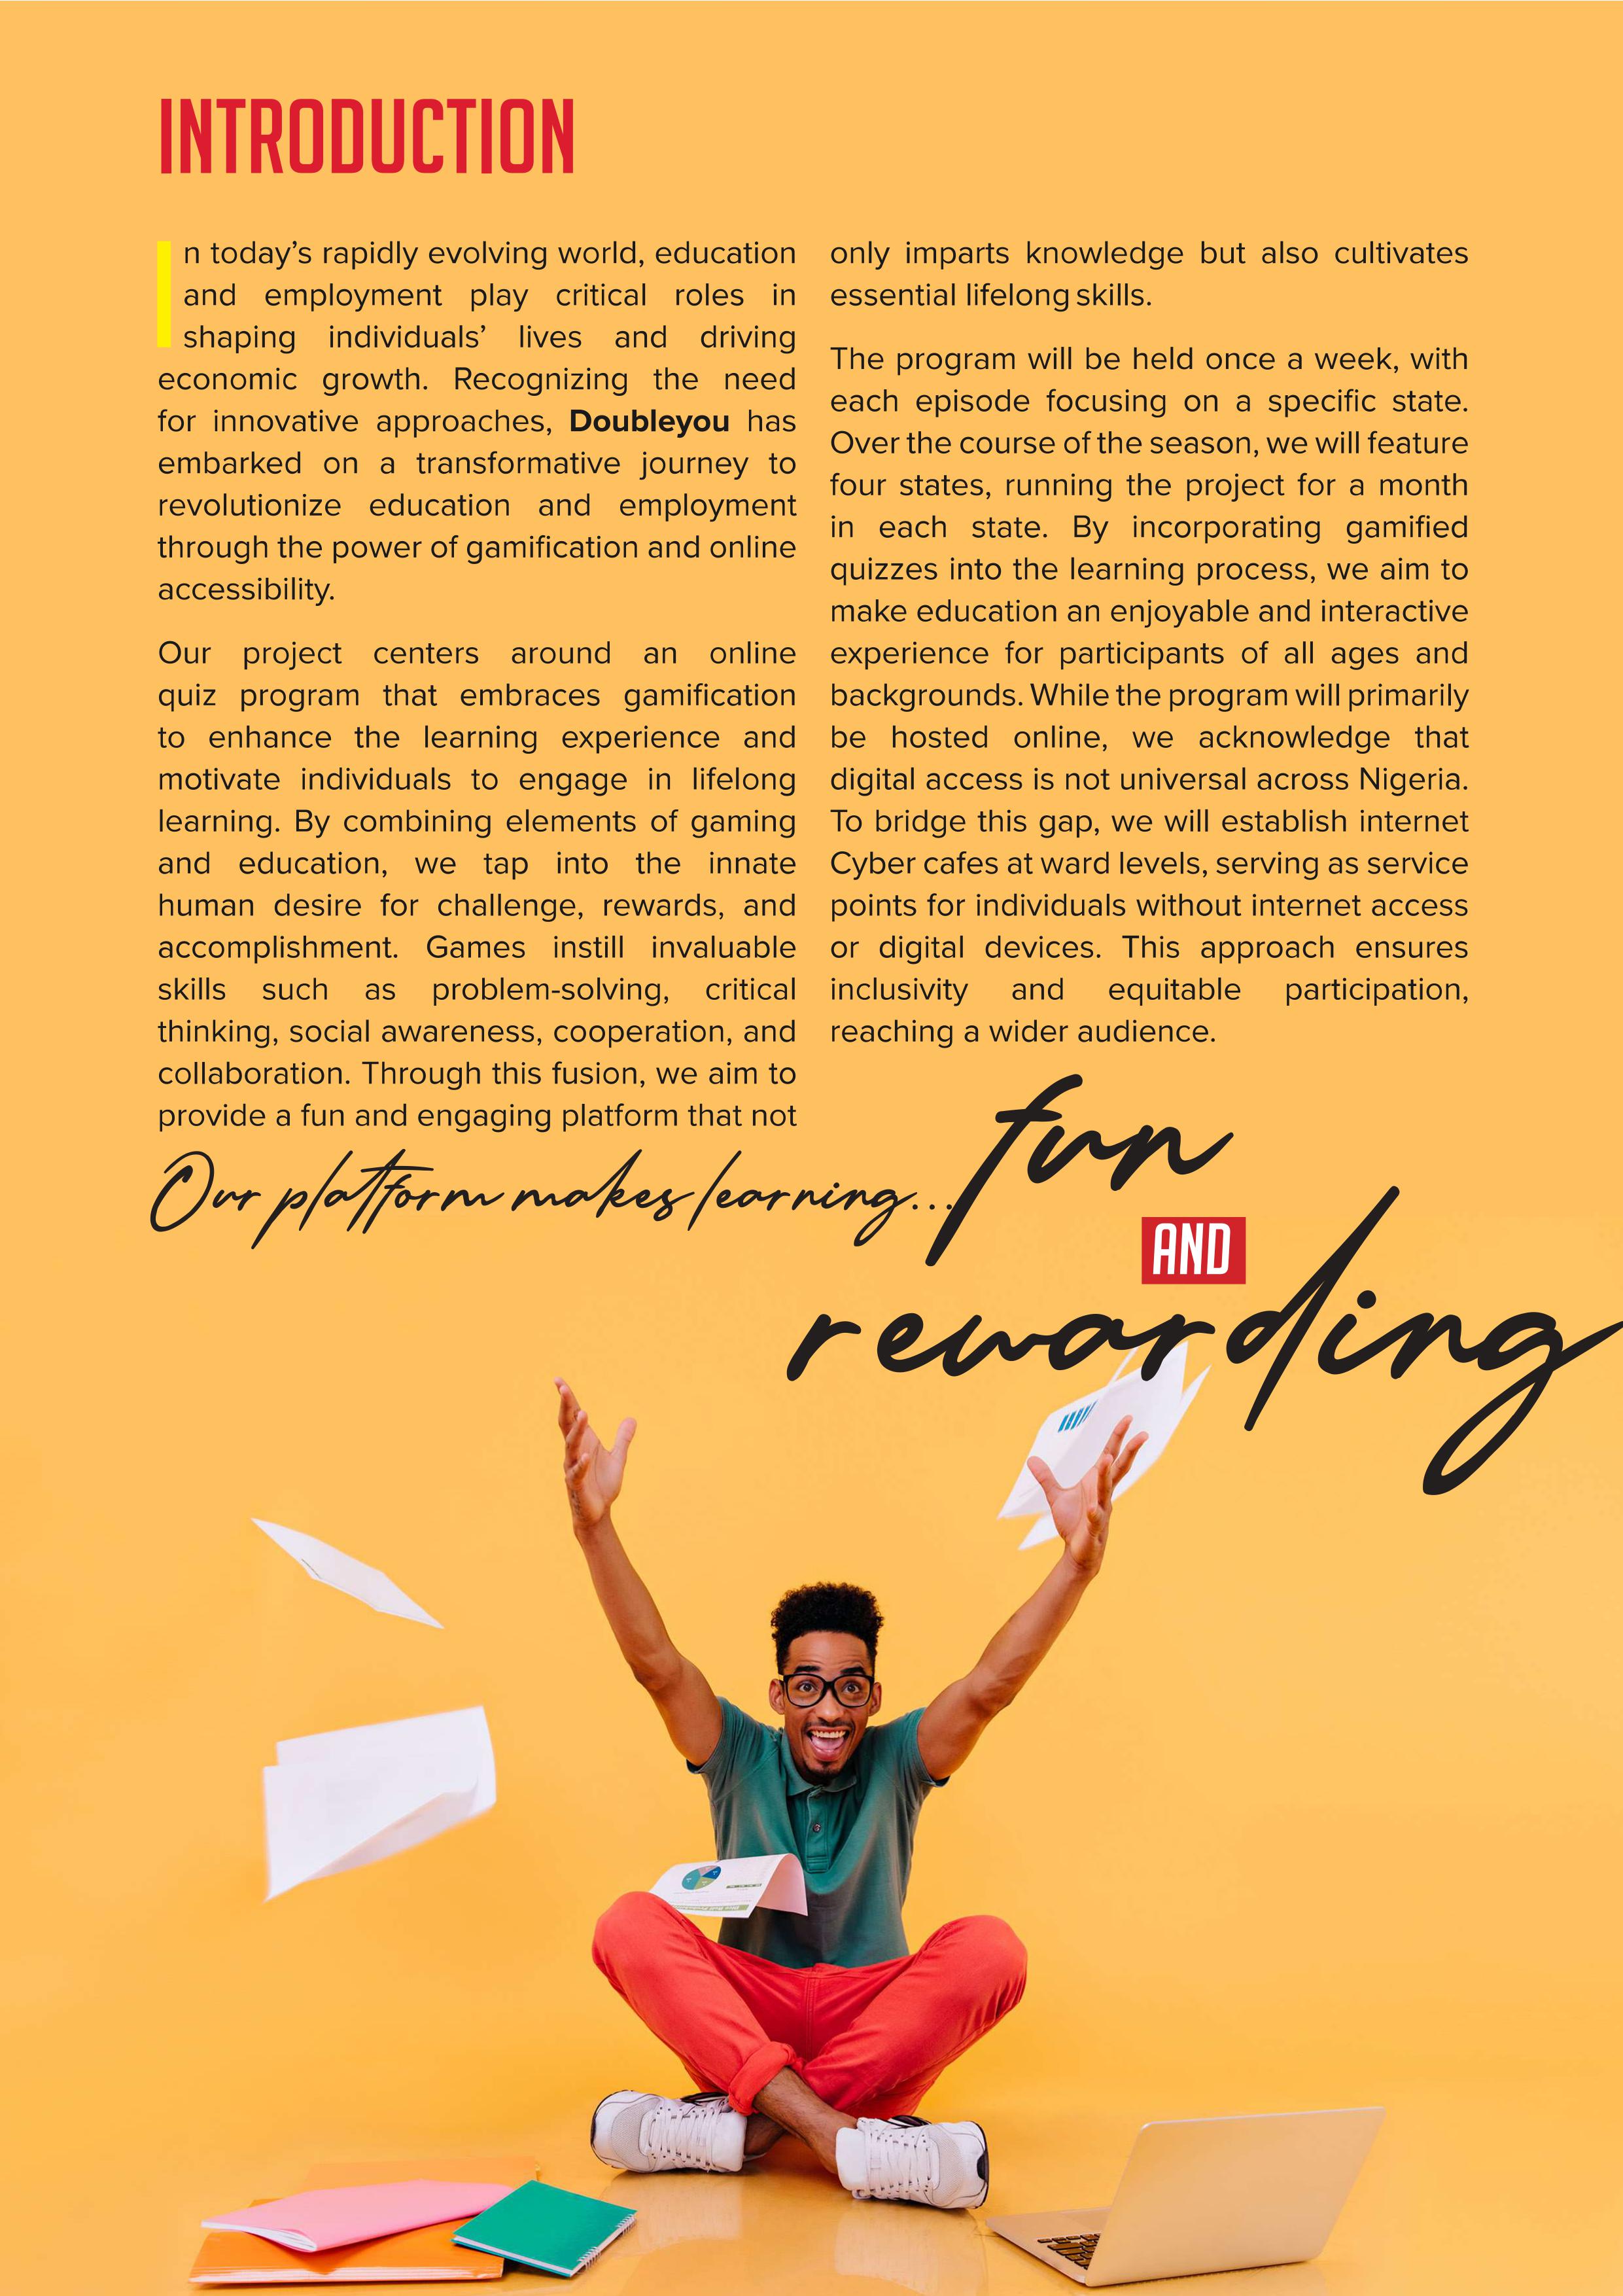 INTRODUCTION
In today's rapidly evolving world, education
and employment play critical roles in
shaping individuals' lives and driving
economic growth. Recognizing the need
for innovative approaches, Doubleyou has
embarked on a transformative journey to
revolutionize education and employment
through the power of gamification and online
accessibility.
Our project centers around an online
quiz program that embraces gamification
to enhance the learning experience and
motivate individuals to engage in lifelong
learning. By combining elements of gaming
and education, we tap into the innate
human desire for challenge, rewards, and
accomplishment. Games instill invaluable
skills such as problem-solving, critical
thinking, social awareness, cooperation, and
collaboration. Through this fusion, we aim to
provide a fun and engaging platform that not
only imparts knowledge but also cultivates
essential lifelong skills.
The program will be held once a week, with
each episode focusing on a specific state.
Over the course of the season, we will feature
four states, running the project for a month
in each state. By incorporating gamified
quizzes into the learning process, we aim to
make education an enjoyable and interactive
experience for participants of all ages and
backgrounds. While the program will primarily
be hosted online, we acknowledge that
digital access is not universal across Nigeria.
To bridge this gap, we will establish internet
Cyber cafes at ward levels, serving as service
points for individuals without internet access
or digital devices. This approach ensures
inclusivity and equitable participation,
reaching a wider audience.
Our platform makes learning...
fun
AND
rewarding